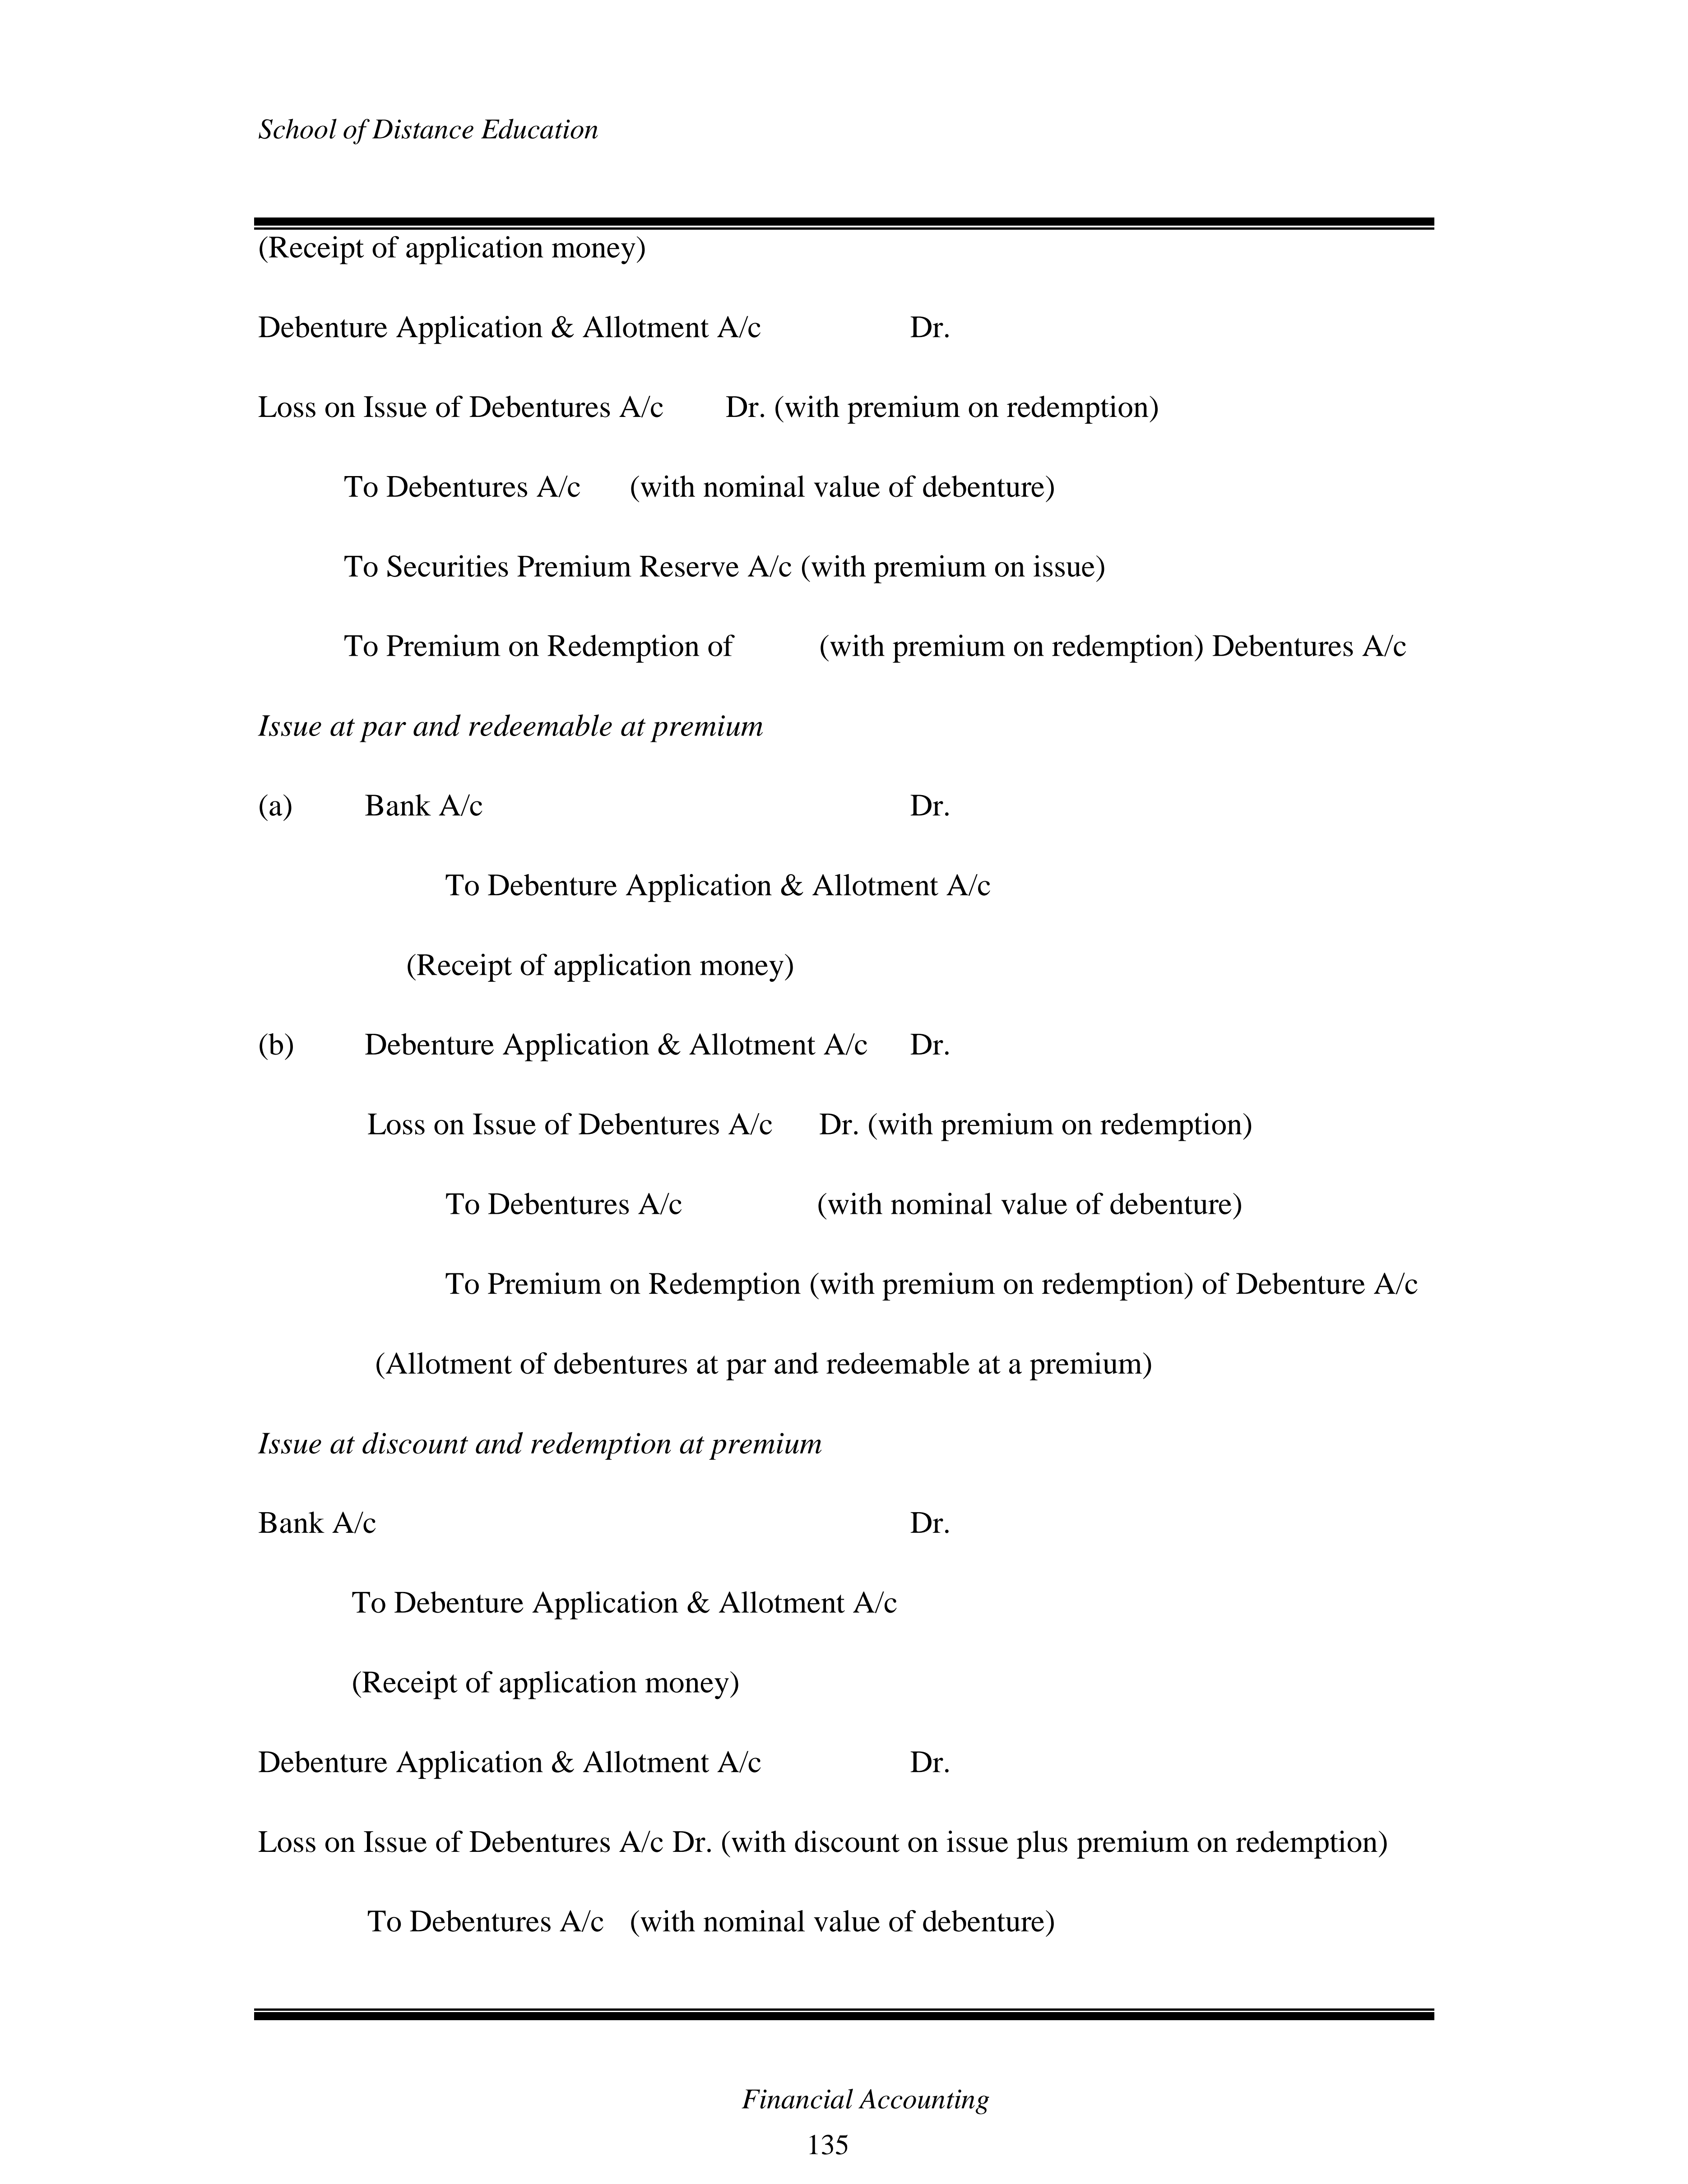 School of Distance Education
(Receipt of application money)
Debenture Application & Allotment A/c Dr.
Loss on Issue of Debentures A/c Dr. (with premium on redemption)
To Debentures A/c (with nominal value of debenture)
To Securities Premium Reserve A/c (with premium on issue)
To Premium on Redemption of (with premium on redemption) Debentures A/c
Issue at par and redeemable at premium
(a) Bank A/c Dr.
To Debenture Application & Allotment A/c
(Receipt of application money)
(b) Debenture Application & Allotment A/c Dr.
Loss on Issue of Debentures A/c Dr. (with premium on redemption)
To Debentures A/c (with nominal value of debenture)
To Premium on Redemption (with premium on redemption) of Debenture A/c
(Allotment of debentures at par and redeemable at a premium)
Issue at discount and redemption at premium
Bank A/c Dr.
To Debenture Application & Allotment A/c
(Receipt of application money)
Debenture Application & Allotment A/c Dr.
Loss on Issue of Debentures A/c Dr. (with discount on issue plus premium on redemption)
To Debentures A/c (with nominal value of debenture)
Financial Accounting
135